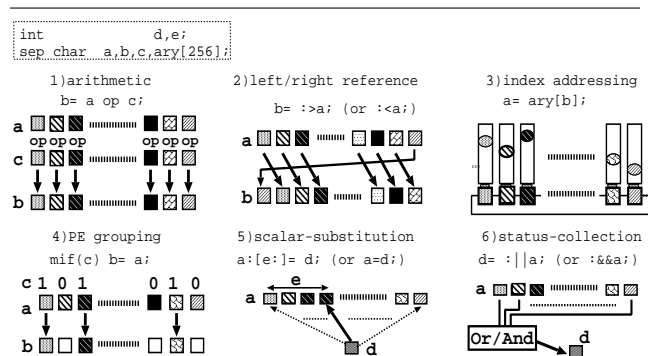 int d,e;
sep char a,b,c,ary[256];
1)arithmetic
b= a op c;
a
op op op op op op
c
b
2)left/right reference
b= :>a; (or :<a;)
a
b
3)index addressing
a= ary[b];
4)PE grouping
mif(c) b= a;
c 1 0 1 0 1 0
a
b
5)scalar-substitution
a:[e:]= d; (or a=d;)
e
a
d
6)status-collection
d= :||a; (or :&&a;)
a
Or/And
d